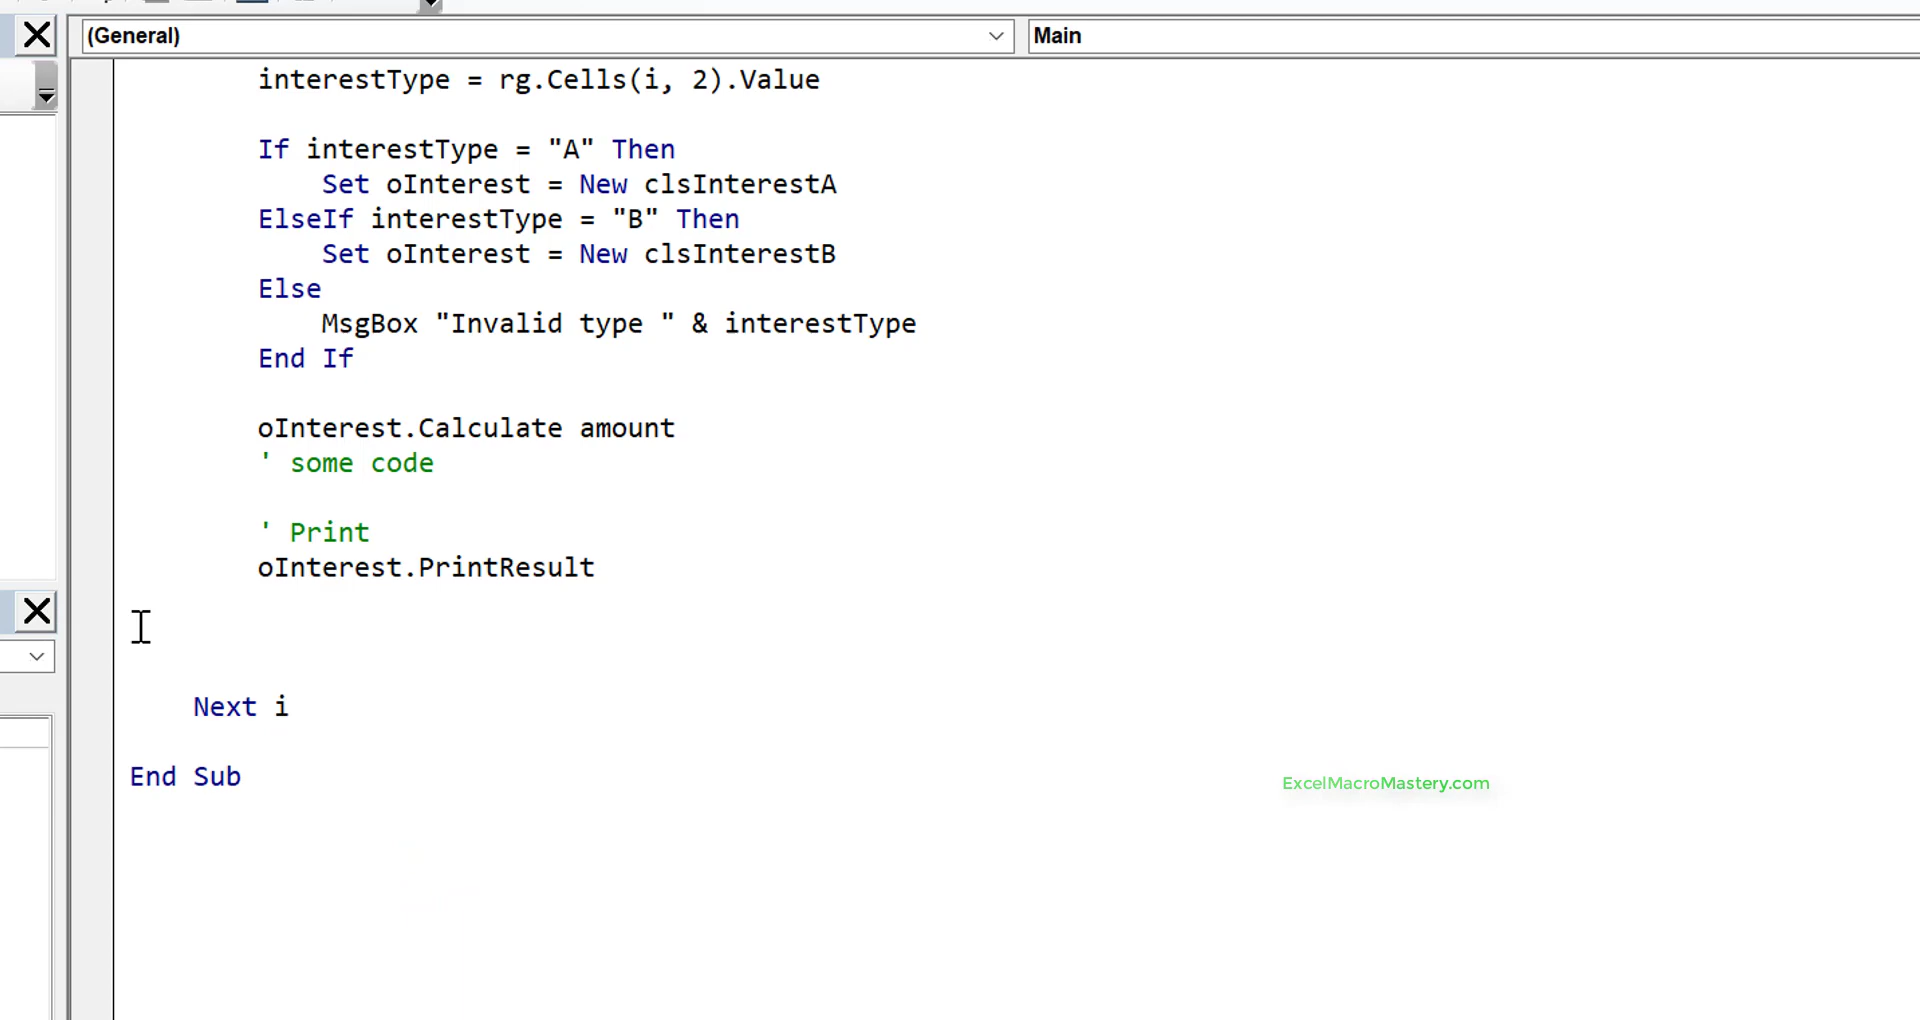 (General)
Main
interestType = rg.Cells(i, 2).Value
If interestType = "A" Then
Set oInterest = New clsInterestA
ElseIf interestType = "B" Then
Set oInterest = New clsInterestB
Else
MsgBox "Invalid type " & interestType
End If
oInterest.Calculate amount
' some code
' Print
oInterest.PrintResult
Next i
End Sub
ExcelMacroMastery.com